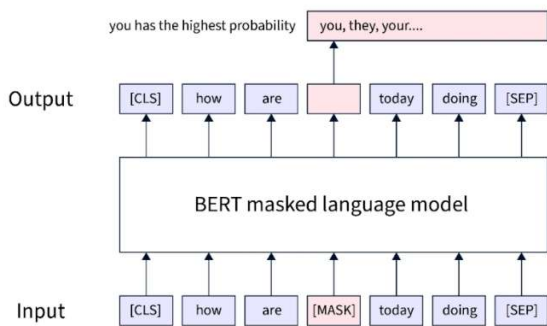 you has the highest probability you, they, your....
Output [CLS] how are today doing [SEP]
BERT masked language model
Input [CLS] how are [MASK] today doing [SEP]